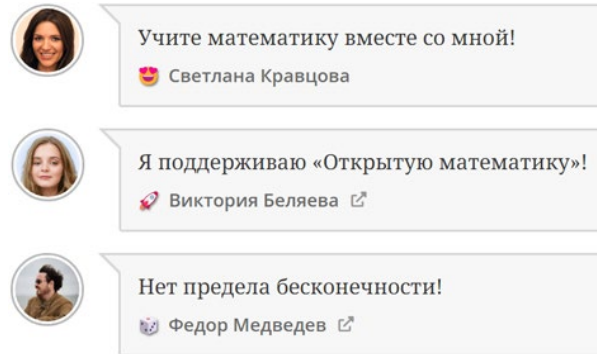 Учите математику вместе со мной!
😍 Светлана Кравцова
Я поддерживаю «Открытую математику»!
🚀 Виктория Беляева
Нет предела бесконечности!
🎲 Федор Медведев